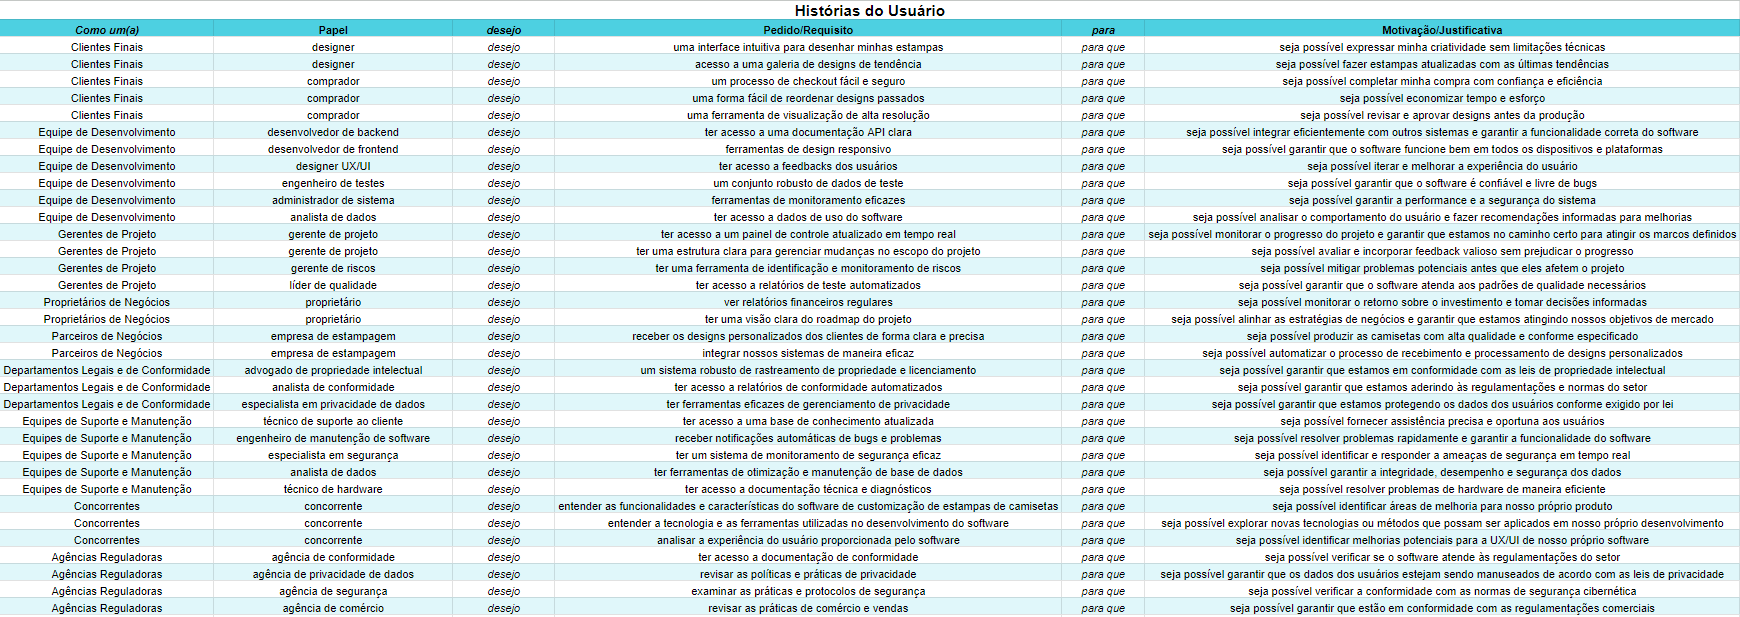 Histórias do Usuário
Como um(a) Papel desejo Pedido/Requisito para Motivação/Justificativa
Clientes Finais designer desejo uma interface intuitiva para desenhar minhas estampas para que seja possível expressar minha criatividade sem limitações técnicas
Clientes Finais designer desejo acesso a uma galeria de designs de tendência para que seja possível fazer estampas atualizadas com as últimas tendências
Clientes Finais comprador desejo um processo de checkout fácil e seguro para que seja possível completar minha compra com confiança e eficiência
Clientes Finais comprador desejo uma forma fácil de reordenar designs passados para que seja possível economizar tempo e esforço
Clientes Finais comprador desejo uma ferramenta de visualização de alta resolução para que seja possível revisar e aprovar designs antes da produção
Equipe de Desenvolvimento desenvolvedor de backend desejo ter acesso a uma documentação API clara para que seja possível integrar eficientemente com outros sistemas e garantir a funcionalidade correta do software
Equipe de Desenvolvimento desenvolvedor de frontend desejo ferramentas de design responsivo para que seja possível garantir que o software funcione bem em todos os dispositivos e plataformas
Equipe de Desenvolvimento designer UX/UI desejo ter acesso a feedbacks dos usuários para que seja possível iterar e melhorar a experiência do usuário
Equipe de Desenvolvimento engenheiro de testes desejo um conjunto robusto de dados de teste para que seja possível garantir que o software é confiável e livre de bugs
Equipe de Desenvolvimento administrador de sistema desejo ferramentas de monitoramento eficazes para que seja possível garantir a performance e a segurança do sistema
Equipe de Desenvolvimento analista de dados desejo ter acesso a dados de uso do software para que seja possível analisar o comportamento do usuário e fazer recomendações informadas para melhorias
Gerentes de Projeto gerente de projeto desejo ter acesso a um painel de controle atualizado em tempo real para que seja possível monitorar o progresso do projeto e garantir que estamos no caminho certo para atingir os marcos definidos
Gerentes de Projeto gerente de projeto desejo ter uma estrutura clara para gerenciar mudanças no escopo do projeto para que seja possível avaliar e incorporar feedback valioso sem prejudicar o progresso
Gerentes de Projeto gerente de riscos desejo ter uma ferramenta de identificação e monitoramento de riscos para que seja possível mitigar problemas potenciais antes que eles afetem o projeto
Gerentes de Projeto líder de qualidade desejo ter acesso a relatórios de teste automatizados para que seja possível garantir que o software atenda aos padrões de qualidade necessários
Proprietários de Negócios proprietário desejo ver relatórios financeiros regulares para que seja possível monitorar o retorno sobre o investimento e tomar decisões informadas
Proprietários de Negócios proprietário desejo ter uma visão clara do roadmap do projeto para que seja possível alinhar as estratégias de negócios e garantir que estamos atingindo nossos objetivos de mercado
Parceiros de Negócios empresa de estampagem desejo receber os designs personalizados dos clientes de forma clara e precisa para que seja possível produzir as camisetas com alta qualidade e conforme especificado
Parceiros de Negócios empresa de estampagem desejo integrar nossos sistemas de maneira eficaz para que seja possível automatizar o processo de recebimento e processamento de designs personalizados
Departamentos Legais e de Conformidade advogado de propriedade intelectual desejo um sistema robusto de rastreamento de propriedade e licenciamento para que seja possível garantir que estamos em conformidade com as leis de propriedade intelectual
Departamentos Legais e de Conformidade analista de conformidade desejo ter acesso a relatórios de conformidade automatizados para que seja possível garantir que estamos aderindo às regulamentações e normas do setor
Departamentos Legais e de Conformidade especialista em privacidade de dados desejo ter ferramentas eficazes de gerenciamento de privacidade para que seja possível garantir que estamos protegendo os dados dos usuários conforme exigido por lei
Equipes de Suporte e Manutenção técnico de suporte ao cliente desejo ter acesso a uma base de conhecimento atualizada para que seja possível fornecer assistência precisa e oportuna aos usuários
Equipes de Suporte e Manutenção engenheiro de manutenção de software desejo receber notificações automáticas de bugs e problemas para que seja possível resolver problemas rapidamente e garantir a funcionalidade do software
Equipes de Suporte e Manutenção especialista em segurança desejo ter um sistema de monitoramento de segurança eficaz para que seja possível identificar e responder a ameaças de segurança em tempo real
Equipes de Suporte e Manutenção analista de dados desejo ter ferramentas de otimização e manutenção de base de dados para que seja possível garantir a integridade, desempenho e segurança dos dados
Equipes de Suporte e Manutenção técnico de hardware desejo ter acesso a documentação técnica e diagnósticos para que seja possível resolver problemas de hardware de maneira eficiente
Concorrentes concorrente desejo entender as funcionalidades e características do software de customização de estampas de camisetas para que seja possível identificar áreas de melhoria para nosso próprio produto
Concorrentes concorrente desejo entender a tecnologia e as ferramentas utilizadas no desenvolvimento do software para que seja possível explorar novas tecnologias ou métodos que possam ser aplicados em nosso próprio desenvolvimento
Concorrentes concorrente desejo analisar a experiência do usuário proporcionada pelo software para que seja possível identificar melhorias potenciais para a UX/UI de nosso próprio software
Agências Reguladoras agência de conformidade desejo ter acesso a documentação de conformidade para que seja possível verificar se o software atende às regulamentações do setor
Agências Reguladoras agência de privacidade de dados desejo revisar as políticas e práticas de privacidade para que seja possível garantir que os dados dos usuários estejam sendo manuseados de acordo com as leis de privacidade
Agências Reguladoras agência de segurança desejo examinar as práticas e protocolos de segurança para que seja possível verificar a conformidade com as normas de segurança cibernética
Agências Reguladoras agência de comércio desejo revisar as práticas de comércio e vendas para que seja possível garantir que estão em conformidade com as regulamentações comerciais